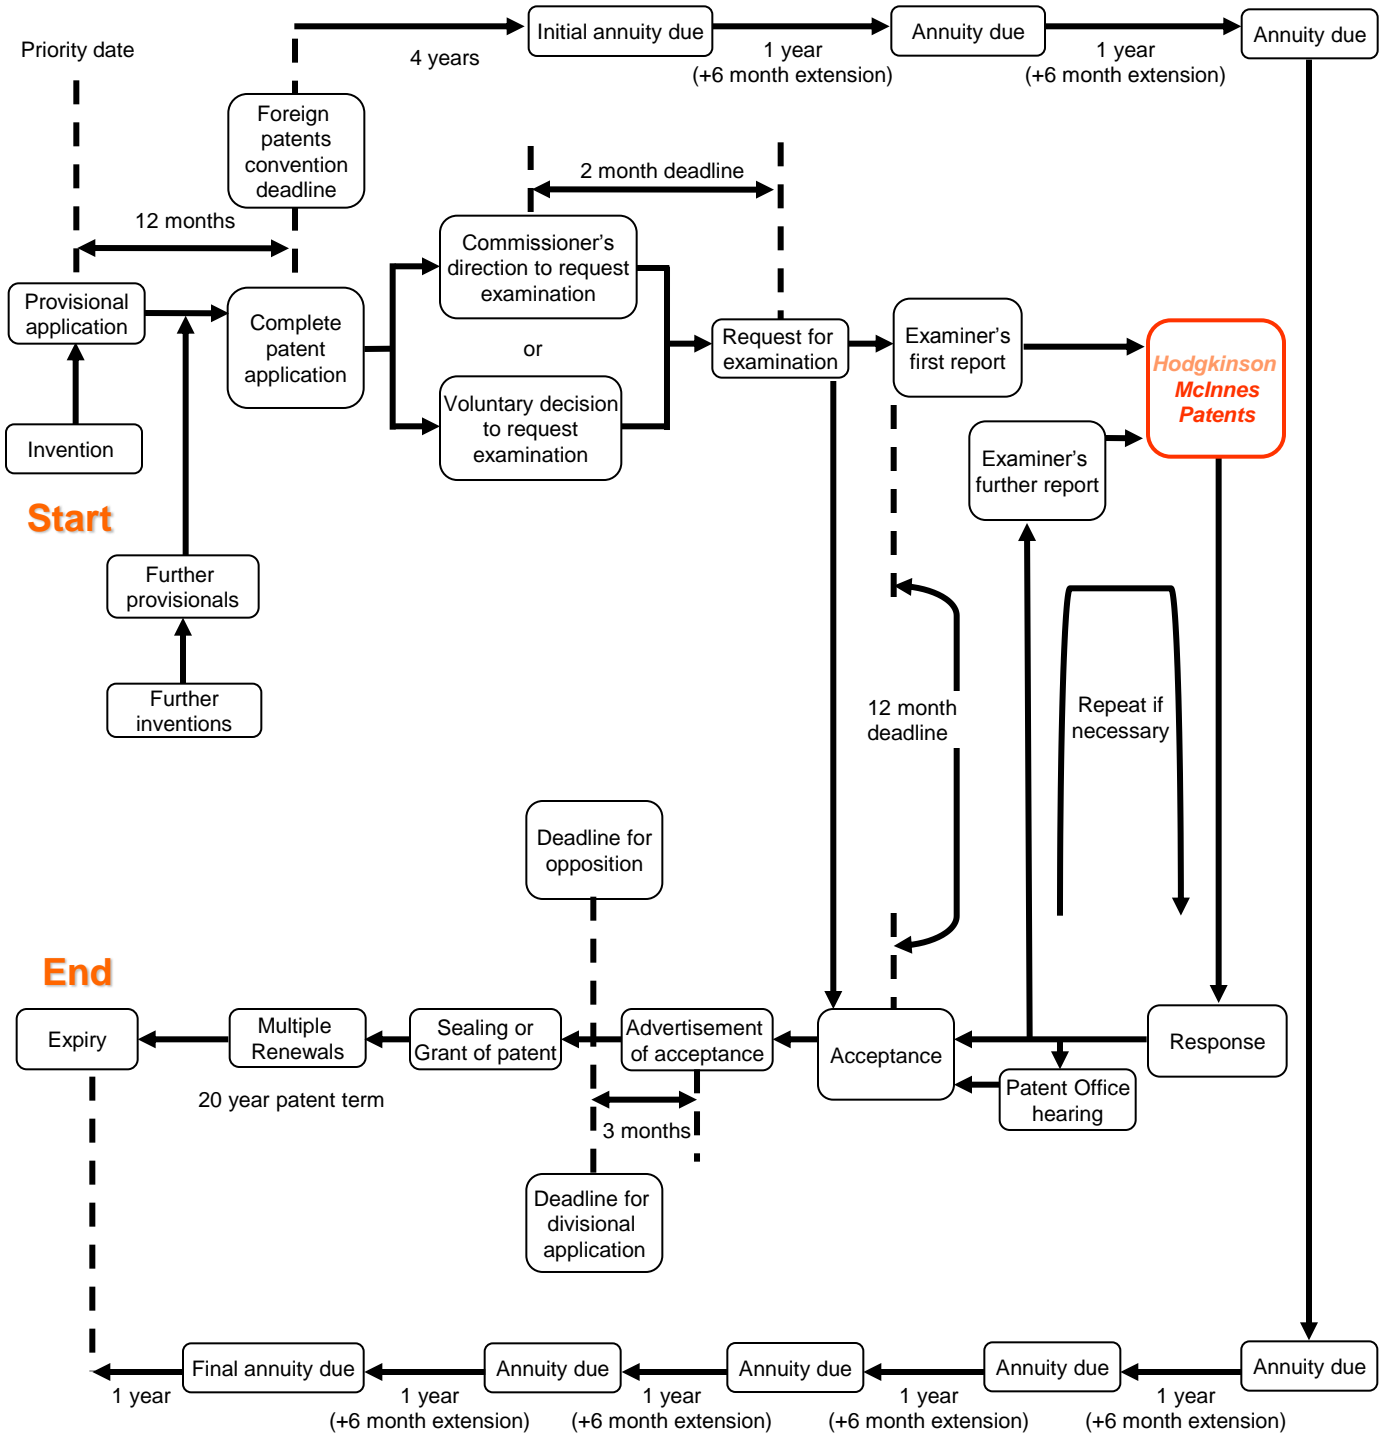 Priority date
4 years
Initial annuity due
1 year
(+6 month extension)
Annuity due
1 year
(+6 month extension)
Annuity due
Foreign
patents
convention
deadline
2 month deadline
12 months
Provisional
application
Complete
patent
application
Commissioner's
direction to request
examination
or
Voluntary decision
to request
examination
Request for
examination
Examiner's
first report
Hodgkinson
McInnes
Patents
Invention
Examiner's
further report
Start
Further
provisionals
Further
inventions
12 month
deadline
Repeat if
necessary
Deadline for
opposition
End
Expiry
Multiple
Renewals
Sealing or
Grant of patent
Advertisement
of acceptance
Acceptance
Response
Patent Office
hearing
20 year patent term
3 months
Deadline for
divisional
application
Final annuity due
Annuity due
Annuity due
Annuity due
Annuity due
1 year
1 year
(+6 month extension)
1 year
(+6 month extension)
1 year
(+6 month extension)
1 year
(+6 month extension)